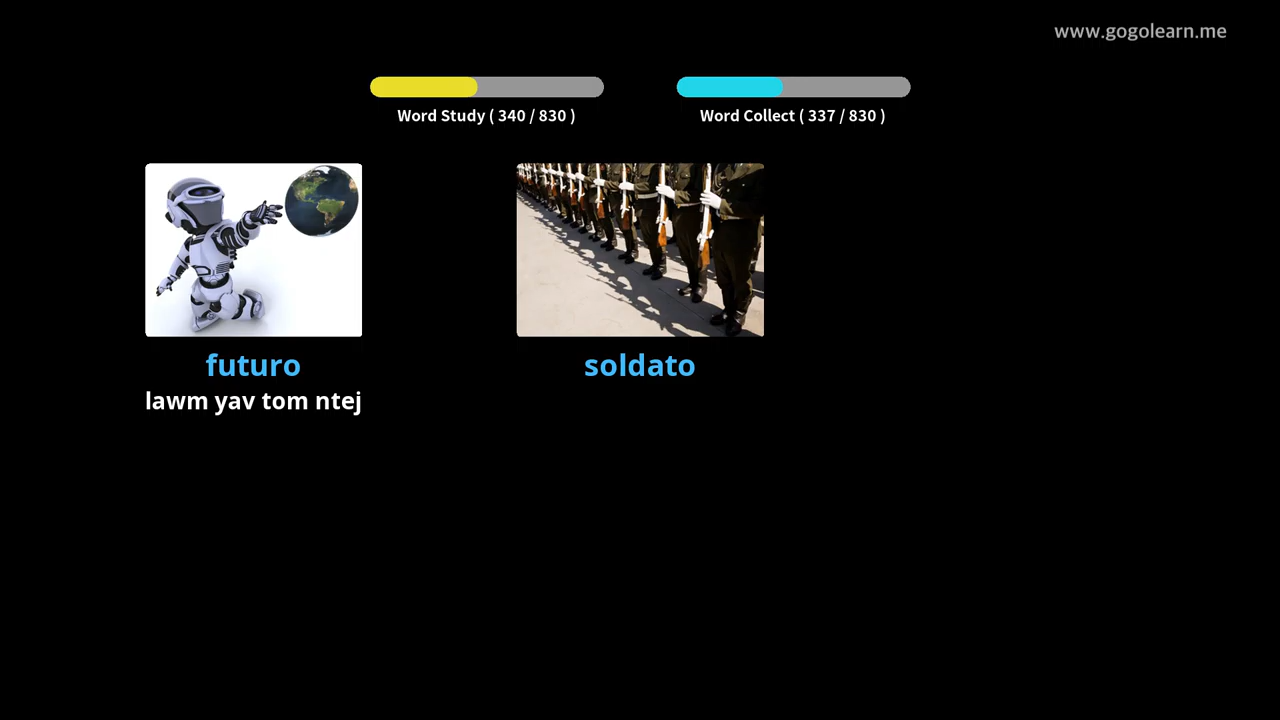 www.gogolearn.me
Word Study ( 340 / 830 )
Word Collect ( 337 / 830 )
futuro
lawm yav tom ntej
soldato